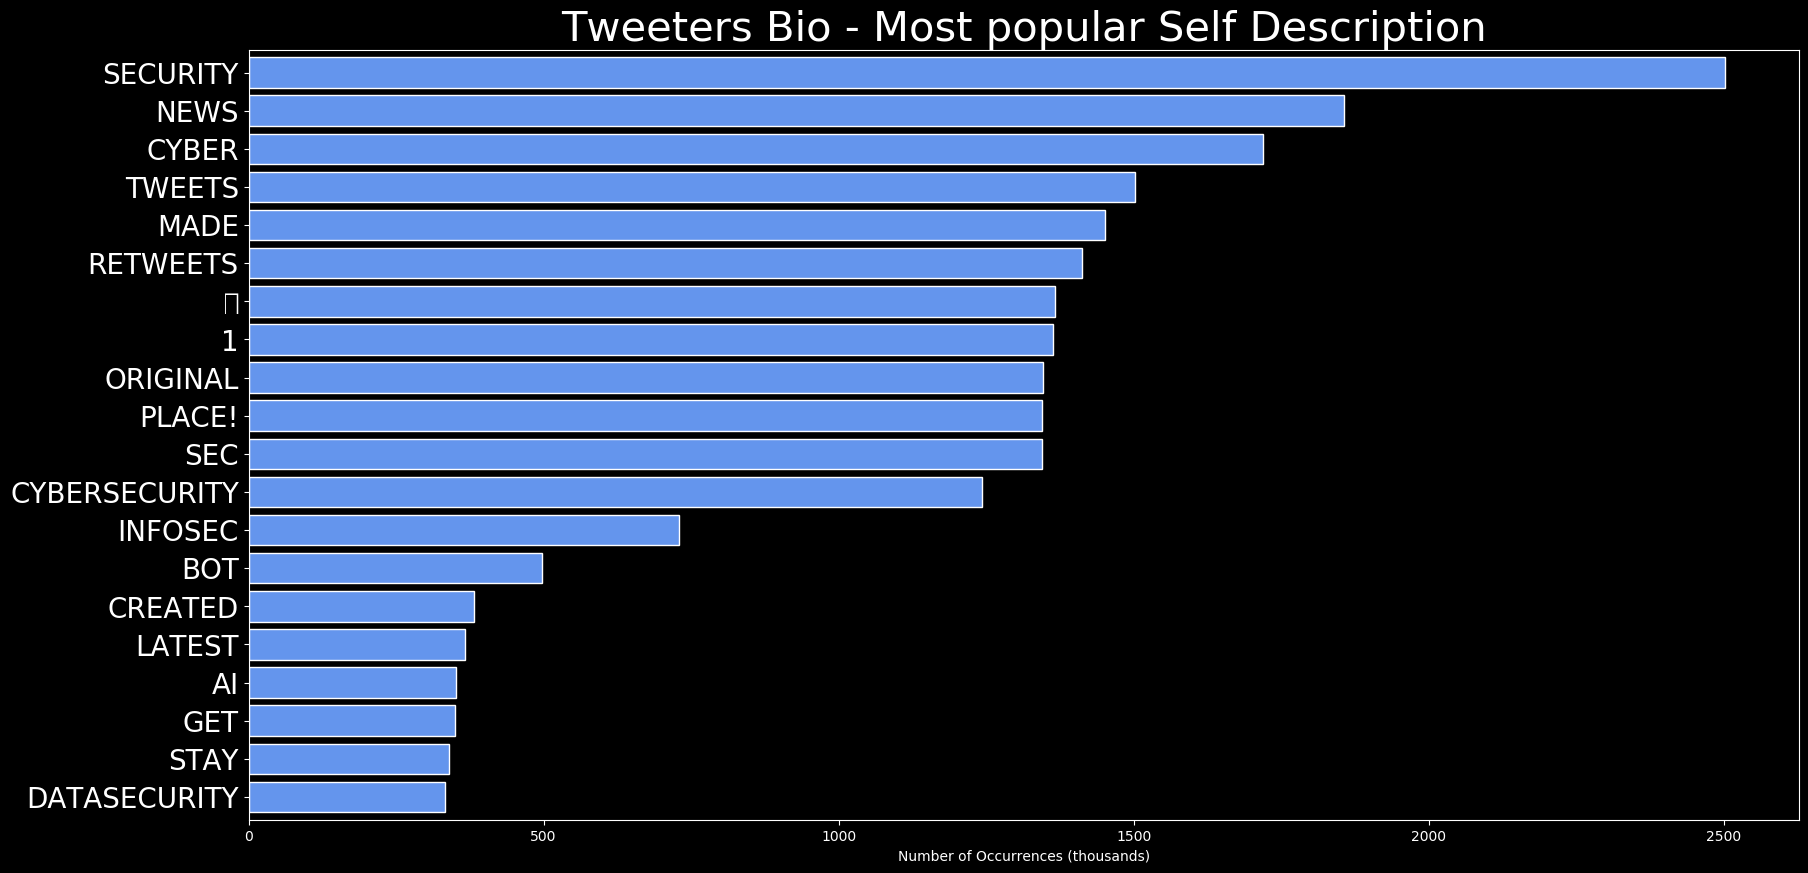 Tweeters Bio - Most popular Self Description
SECURITY
NEWS
CYBER
TWEETS
MADE
RETWEETS
1
ORIGINAL
PLACE!
SEC
CYBERSECURITY
INFOSEC
BOT
CREATED
LATEST
AI
GET
STAY
DATASECURITY
0 500 1000 1500 2000 2500
Number of Occurrences (thousands)